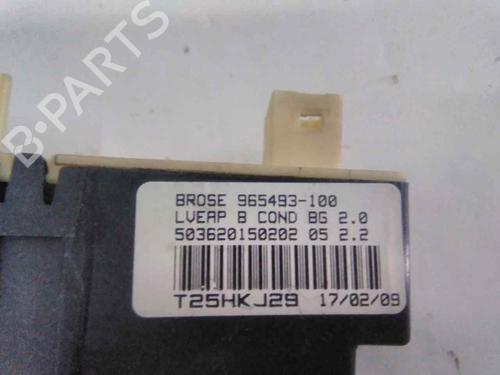 B-PARTS
BROSE 965493-100
LVEAP B COND BG 2.0
503620150202 05 2.2
T25HKJ29 17/02/09